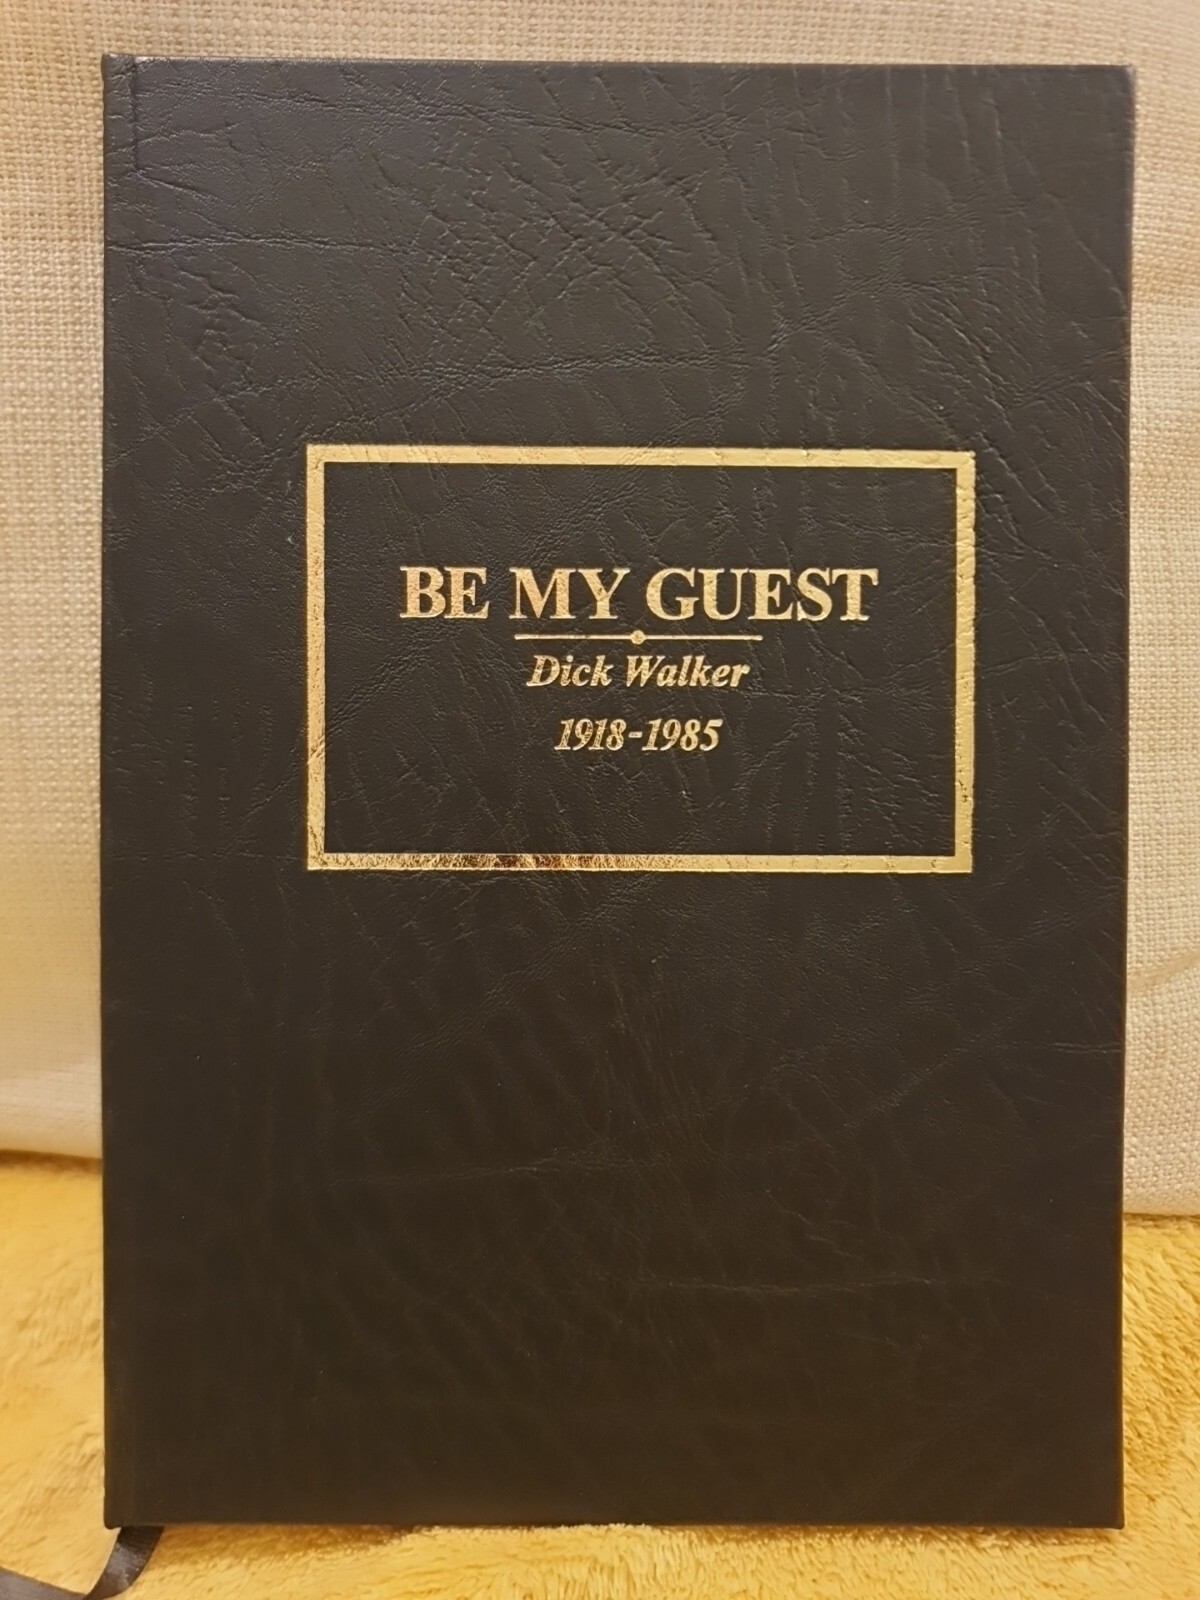 BE MY GUEST
Dick Walker
1918-1985